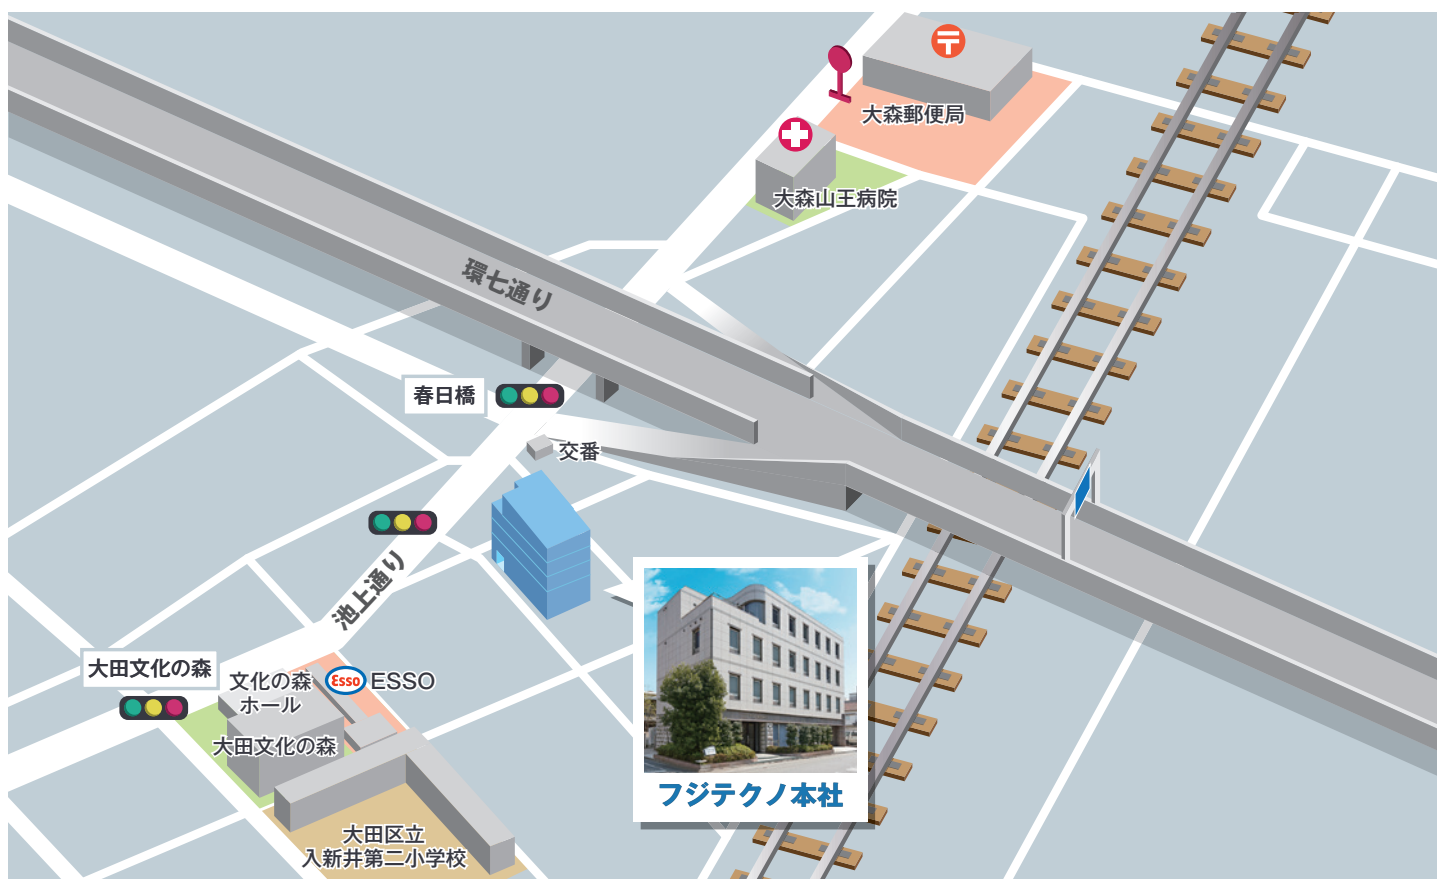 大森郵便局
大森山王病院
環七通り
春日橋
交番
池上通り
大田文化の森
文化の森
ホール
Esso ESSO
大田文化の森
大田区立
入新井第二小学校
フジテクノ本社